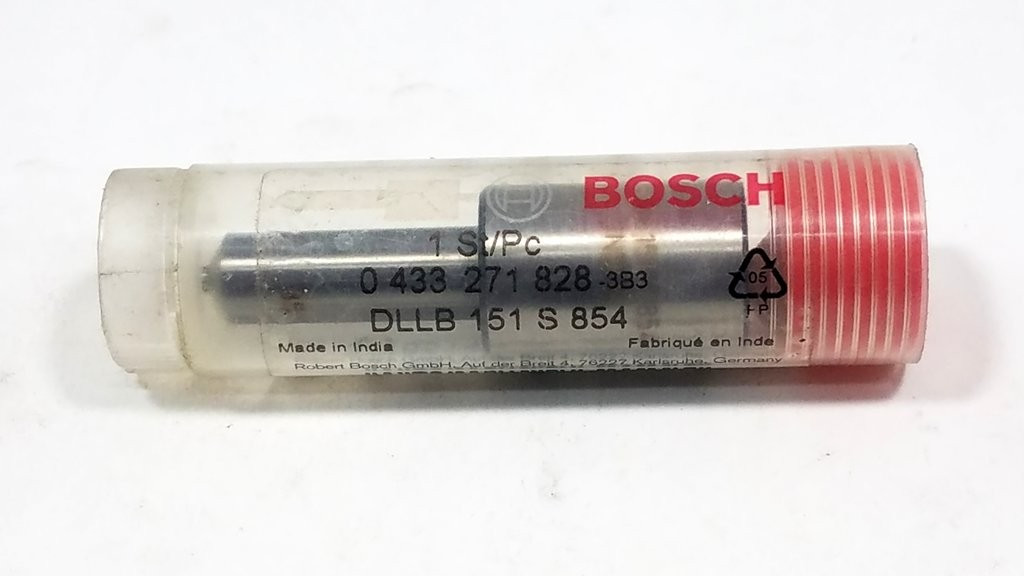 BOSCH
1 St/Pc
0 433 271 828 -3B3
DLLB 151 S 854
05
PP
Made in India
Fabriqué en Inde
Robert Bosch GmbH, Auf der Breit 4, 76227 Karlsruhe, Germany